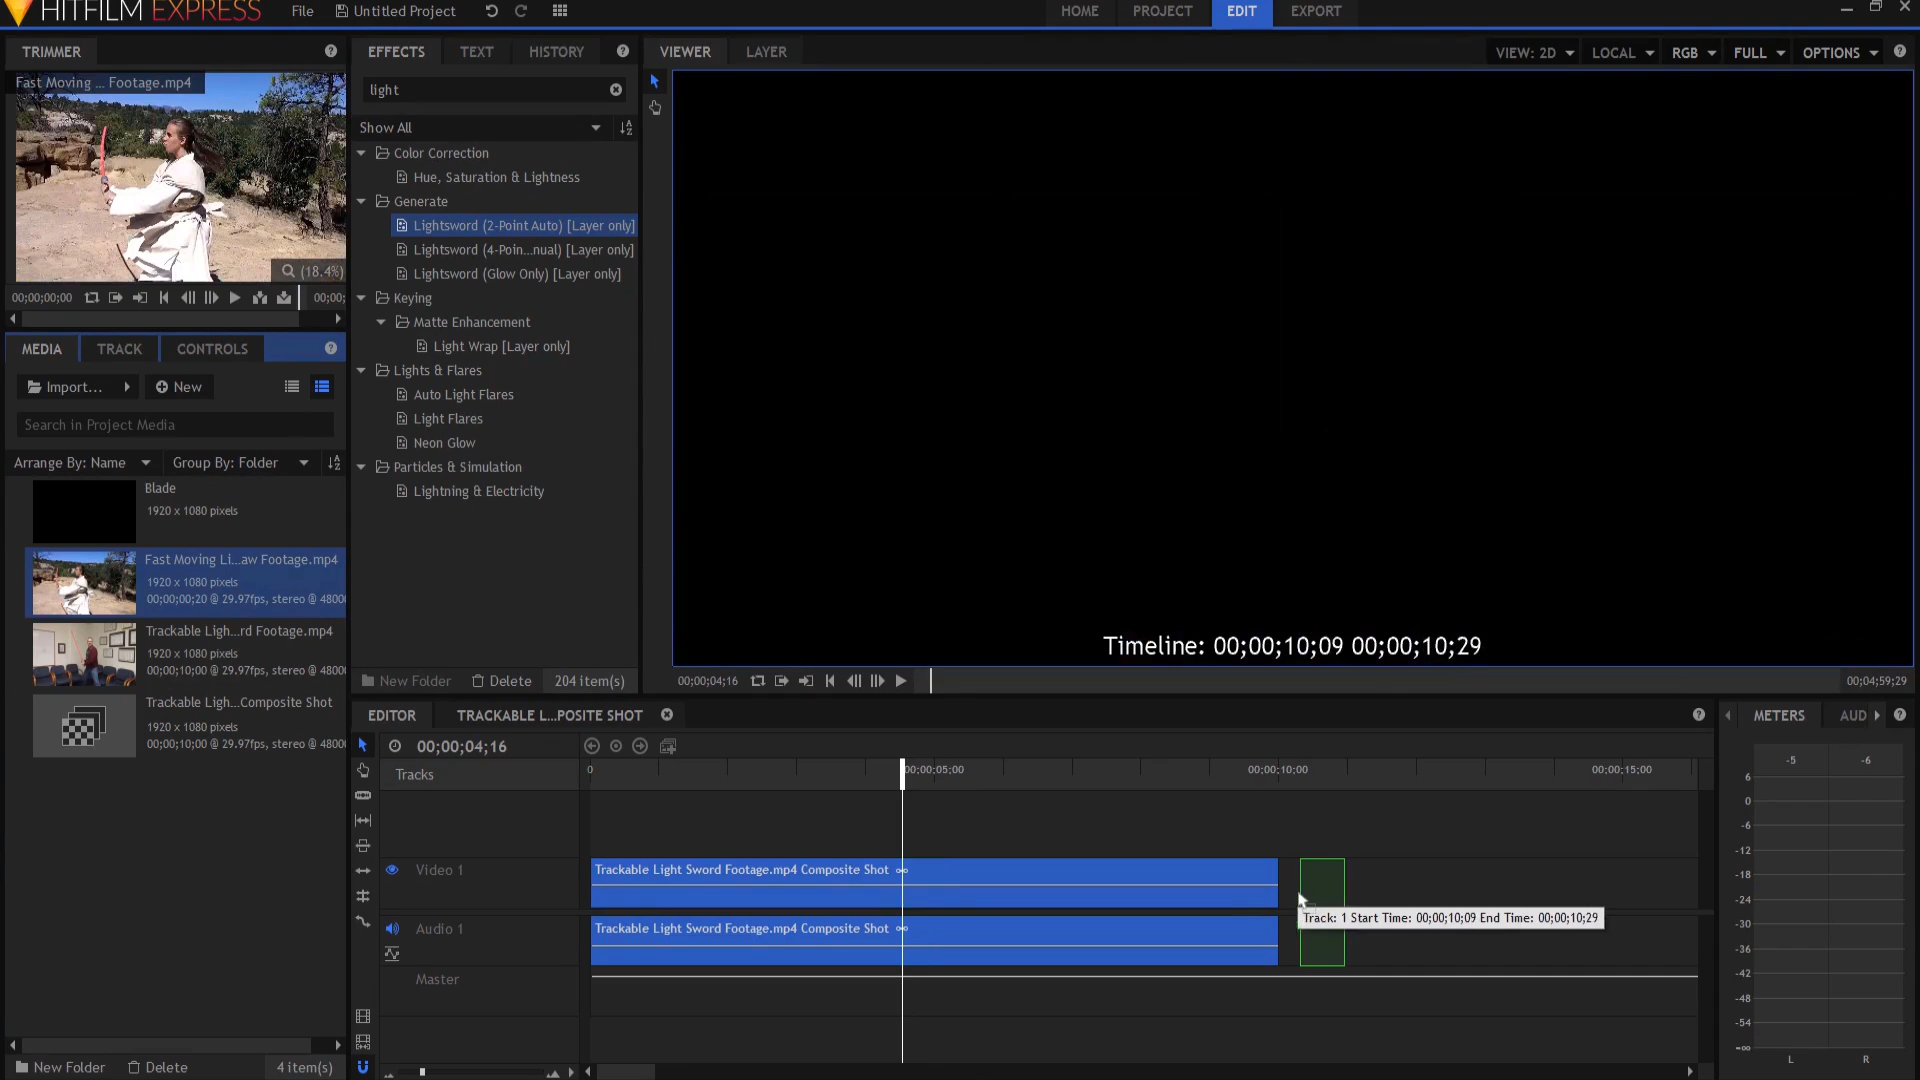 HITFILM EXPRESS
File
Untitled Project
HOME
PROJECT
EDIT
EXPORT
TRIMMER
Fast Moving ... Footage.mp4
(18.4%)
00;00;00;00
00;00;
EFFECTS
TEXT
HISTORY
light
Show All
Color Correction
Hue, Saturation & Lightness
Generate
Lightsword (2-Point Auto) [Layer only]
Lightsword (4-Poin...nual) [Layer only]
Lightsword (Glow Only) [Layer only]
Keying
Matte Enhancement
Light Wrap [Layer only]
Lights & Flares
Auto Light Flares
Light Flares
Neon Glow
Particles & Simulation
Lightning & Electricity
New Folder
Delete
204 item(s)
VIEWER
LAYER
VIEW: 2D
LOCAL
RGB
FULL
OPTIONS
Timeline: 00;00;10;09 00;00;10;29
00;00;04;16
00;04;59;29
MEDIA
TRACK
CONTROLS
Import...
New
Search in Project Media
Arrange By: Name
Group By: Folder
Blade
1920 x 1080 pixels
Fast Moving Li...aw Footage.mp4
1920 x 1080 pixels
00;00;00;20 @ 29.97fps, stereo @ 4800
Trackable Ligh...rd Footage.mp4
1920 x 1080 pixels
00;00;10;00 @ 29.97fps, stereo @ 4800
Trackable Ligh...Composite Shot
1920 x 1080 pixels
00;00;10;00 @ 29.97fps, stereo @ 4800
New Folder
Delete
4 item(s)
EDITOR
TRACKABLE L...POSITE SHOT
00;00;04;16
Tracks
0
00;00;05;00
00;00;10;00
00;00;15;00
Video 1
Trackable Light Sword Footage.mp4 Composite Shot
Track: 1 Start Time: 00;00;10;09 End Time: 00;00;10;29
Audio 1
Trackable Light Sword Footage.mp4 Composite Shot
Master
METERS
AUD
-5
-6
6
0
-6
-12
-18
-24
-30
-36
-42
-48
-54
-∞
L
R